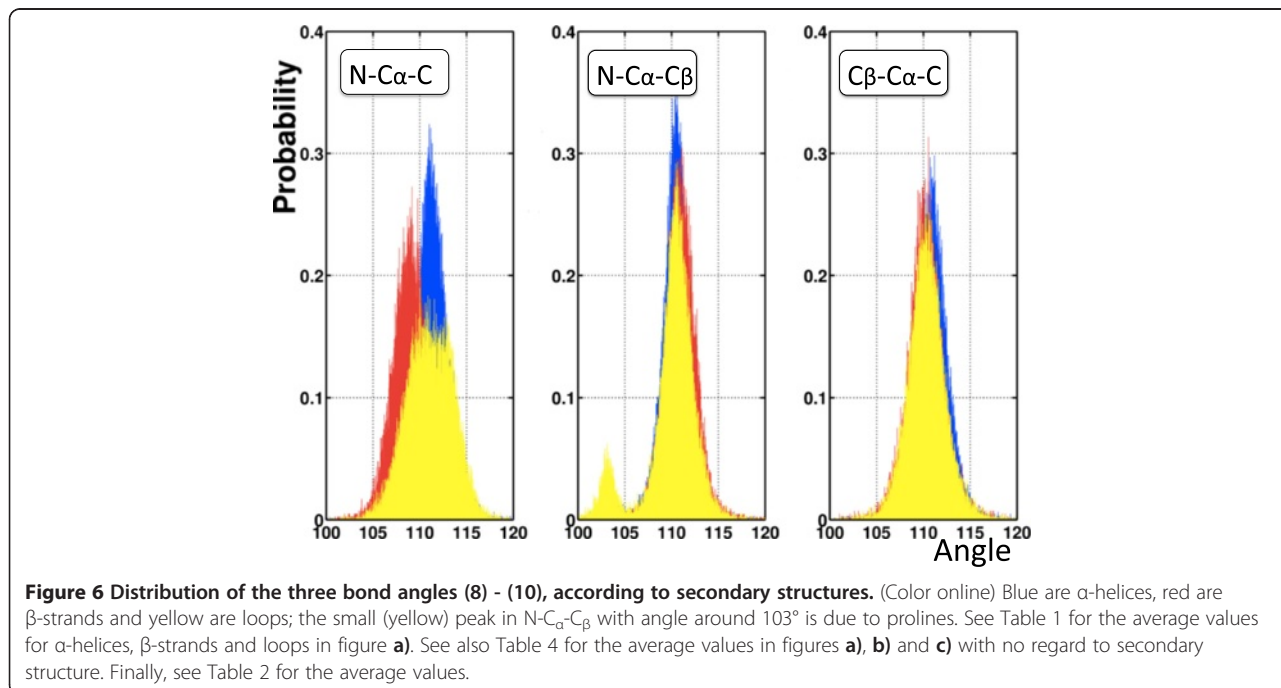 0.4
0.4
0.4
N-Cα-C
N-Cα-Cβ
Cβ-Cα-C
Probability
0.3
0.3
0.3
0.2
0.2
0.2
0.1
0.1
0.1
0
0
0
100 105 110 115 120
100 105 110 115 120
100 105 110 115 120
Angle
Figure 6 Distribution of the three bond angles (8) - (10), according to secondary structures. (Color online) Blue are α-helices, red are
β-strands and yellow are loops; the small (yellow) peak in N-Cα-Cβ with angle around 103° is due to prolines. See Table 1 for the average values
for α-helices, β-strands and loops in figure a). See also Table 4 for the average values in figures a), b) and c) with no regard to secondary
structure. Finally, see Table 2 for the average values.